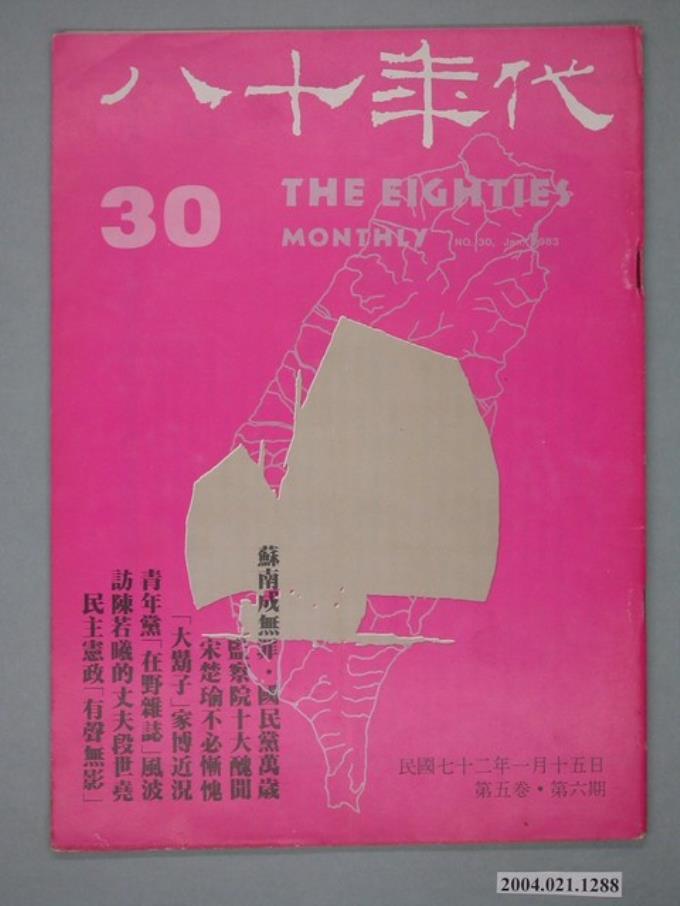 八十年代
30
THE EIGHTIES
MONTHLY
NO. 30, Jan. 1983
蘇南成無罪・國民黨萬歲
監察院十大醜聞
宋楚瑜不必慚愧
「大鬍子」家博近況
青年黨「在野雜誌」風波
訪陳若曦的丈夫段世堯
民主憲政「有聲無影」
民國七十二年一月十五日
第五卷・第六期
2004.021.1288